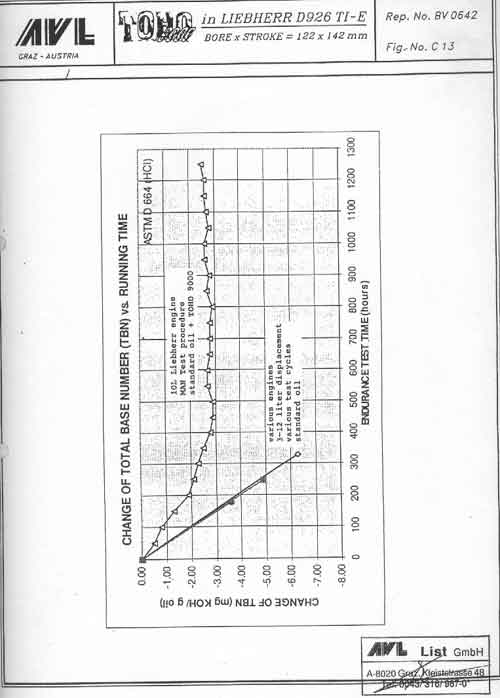 AVL
GRAZ - AUSTRIA
TOHO
in LIEBHERR D926 TI-E
BORE x STROKE = 122 x 142 mm
Rep. No. BV 0642
Fig. No. C 13
CHANGE OF TOTAL BASE NUMBER (TBN) vs. RUNNING TIME
ASTM D 664 (HCl)
10L Liebherr engine
MAN Test procedure
standard oil + TOHO 9000
various engines
3-12 liter displacement
various test cycles
standard oil
CHANGE OF TBN (mg KOH/ g oil)
0.00
-1.00
-2.00
-3.00
-4.00
-5.00
-6.00
-7.00
-8.00
0
100
200
300
400
500
600
700
800
900
1000
1100
1200
1300
ENDURANCE TEST TIME (hours)
AVL List GmbH
A-8020 Graz, Kleiststrasse 48
Tel. 0043/ 316/ 987-0